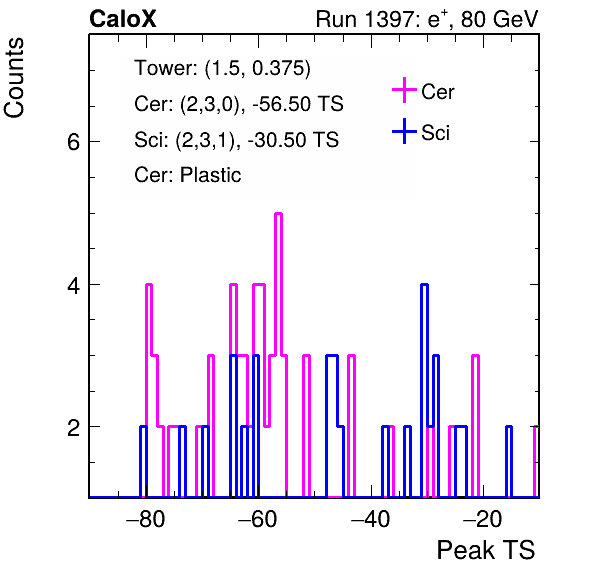 CaloX Run 1397: e+, 80 GeV
Counts
Tower: (1.5, 0.375)
Cer: (2,3,0), -56.50 TS
Sci: (2,3,1), -30.50 TS
Cer: Plastic
Cer
Sci
6
4
2
−80 −60 −40 −20
Peak TS